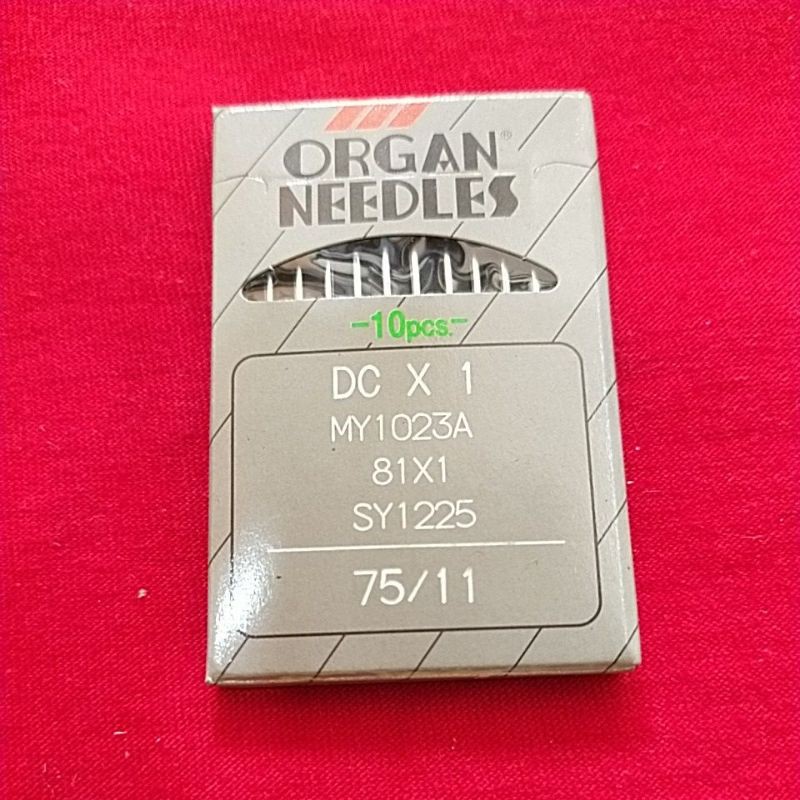 ORGAN®
NEEDLES
-10pcs.-
DC X 1
MY1023A
81X1
SY1225
75/11